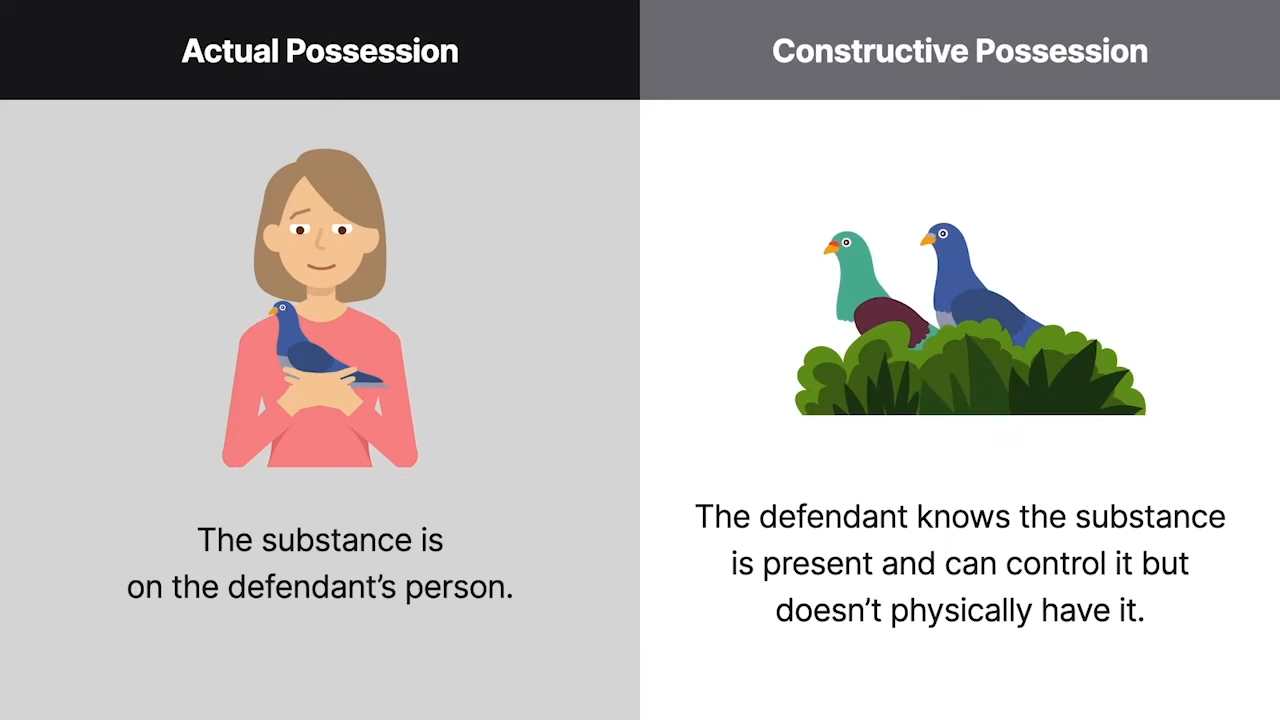 Actual Possession
Constructive Possession
The substance is
on the defendant’s person.
The defendant knows the substance
is present and can control it but
doesn’t physically have it.